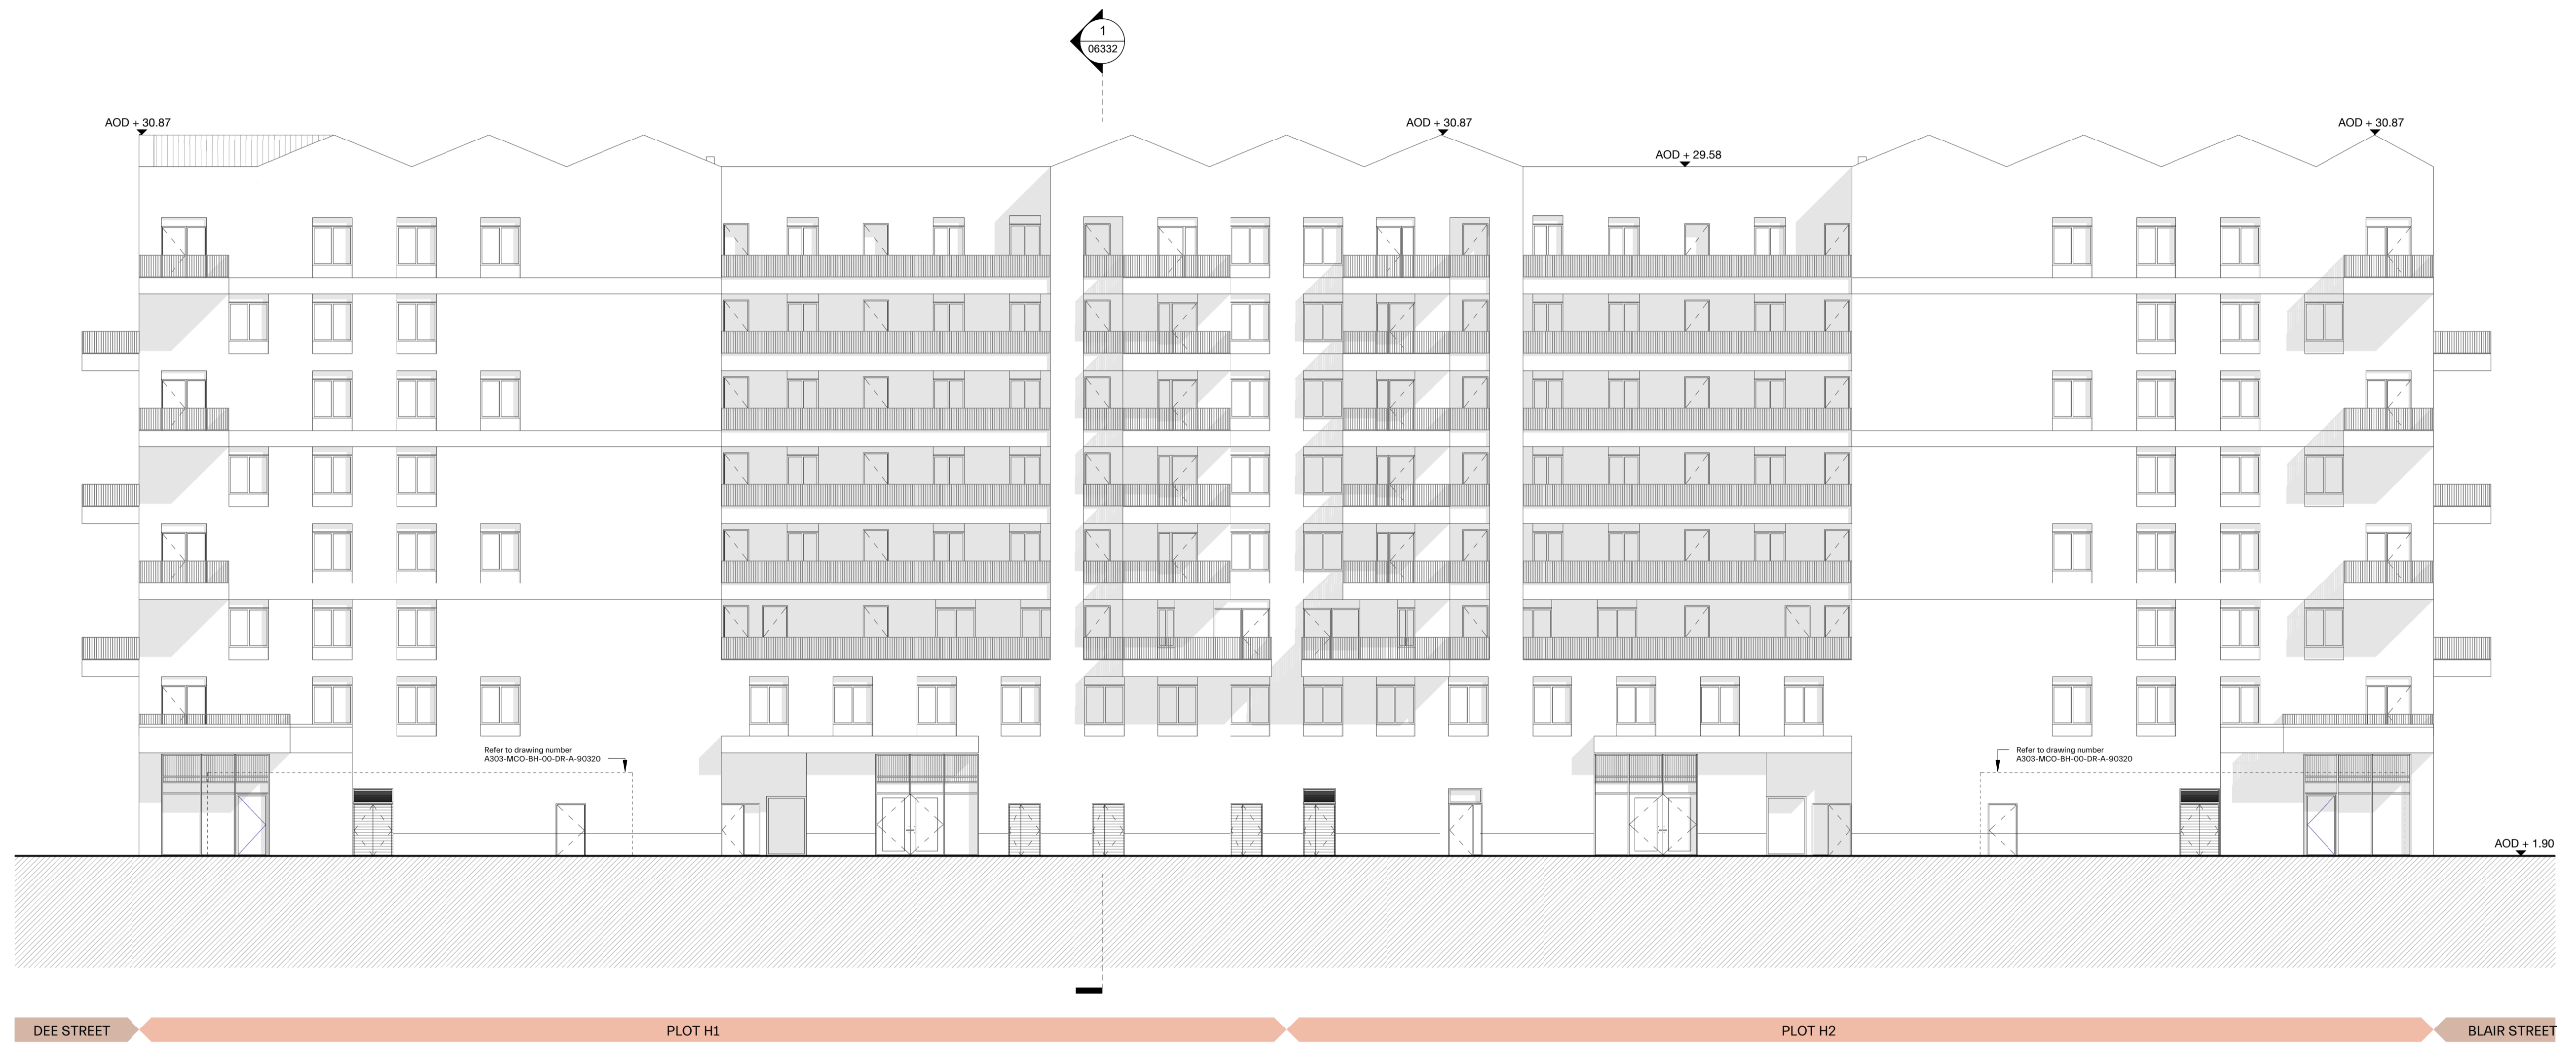 1
06332
AOD + 30.87
AOD + 30.87
AOD + 30.87
AOD + 29.58
Refer to drawing number
A303-MCO-BH-00-DR-A-90320
Refer to drawing number
A303-MCO-BH-00-DR-A-90320
AOD + 1.90
DEE STREET
PLOT H1
PLOT H2
BLAIR STREET